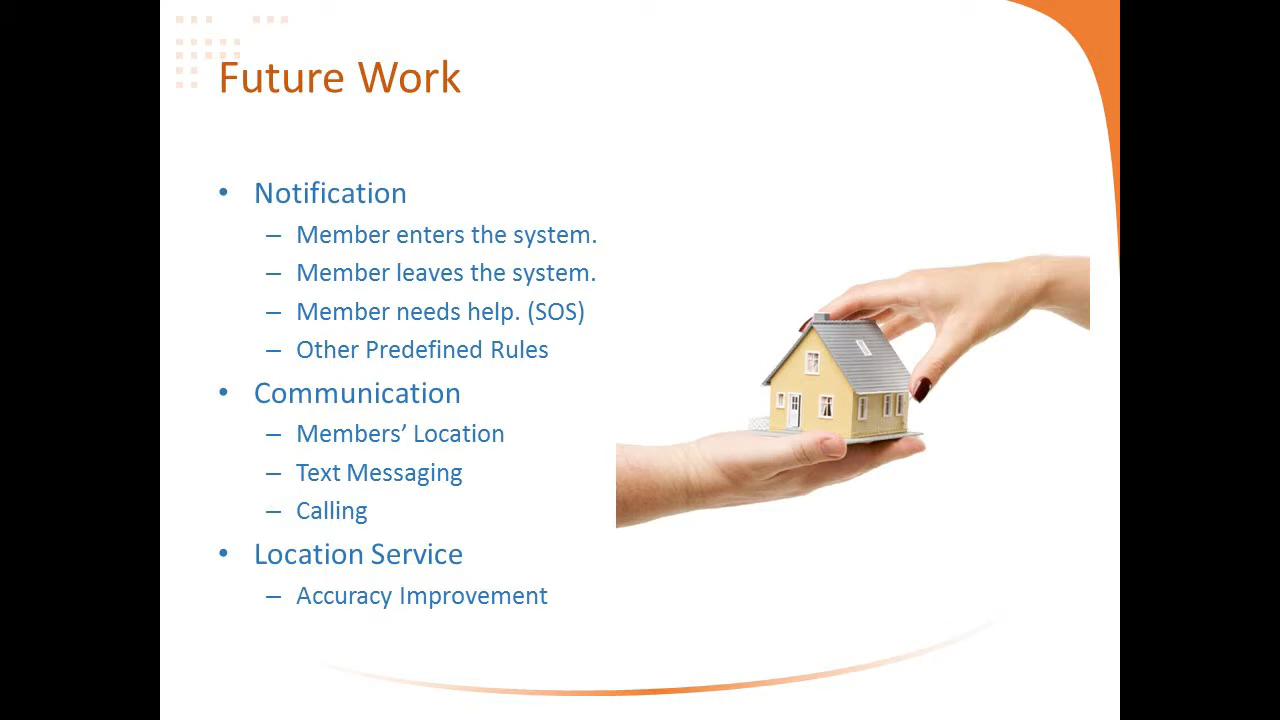 Future Work
• Notification
– Member enters the system.
– Member leaves the system.
– Member needs help. (SOS)
– Other Predefined Rules
• Communication
– Members’ Location
– Text Messaging
– Calling
• Location Service
– Accuracy Improvement